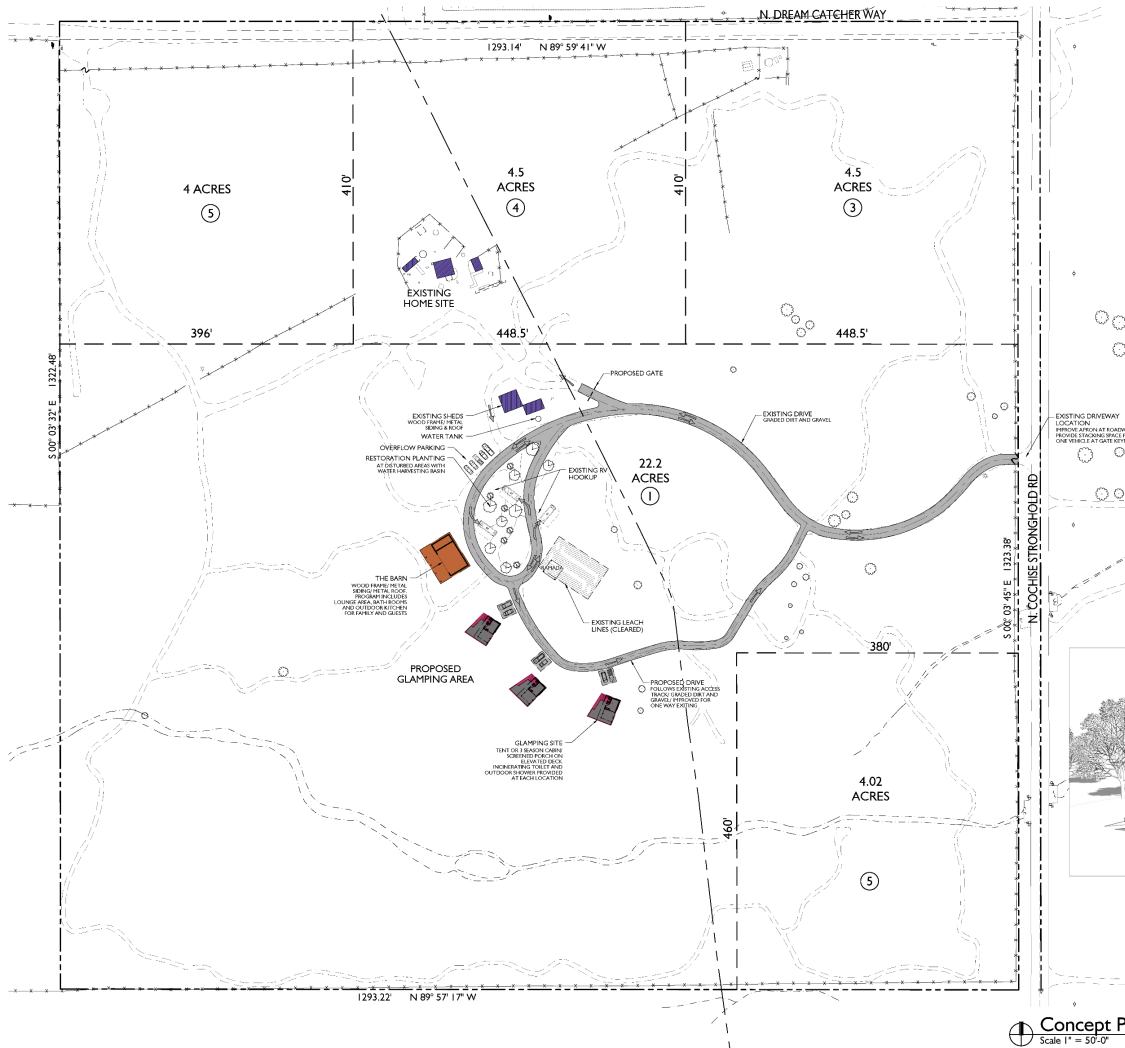 N. DREAM CATCHER WAY
1293.14' N 89° 59' 41" W
4 ACRES
5
410'
4.5
ACRES
4
410'
4.5
ACRES
3
EXISTING
HOME SITE
396'
448.5'
448.5'
S 00° 03' 32" E 1322.48'
PROPOSED GATE
EXISTING SHEDS
WOOD FRAME/ METAL
SIDING & ROOF
WATER TANK
OVERFLOW PARKING
RESTORATION PLANTING
AT DISTURBED AREAS WITH
WATER HARVESTING BASIN
EXISTING RV
HOOKUP
EXISTING DRIVE
GRADED DIRT AND GRAVEL
22.2
ACRES
1
EXISTING DRIVEWAY
LOCATION
IMPROVE APRON AT ROADW
PROVIDE STACKING SPACE F
ONE VEHICLE AT GATE KEY
N. COCHISE STRONGHOLD RD
S 00° 03' 45" E 1323.38'
THE BARN
WOOD FRAME/ METAL
SIDING/ METAL ROOF.
PROGRAM INCLUDES
LOUNGE AREA, BATH ROOMS,
AND OUTDOOR KITCHEN
FOR FAMILY AND GUESTS
RAMADA
EXISTING LEACH
LINES (CLEARED)
380'
PROPOSED
GLAMPING AREA
PROPOSED DRIVE
FOLLOWS EXISTING ACCESS
TRACK/ GRADED DIRT AND
GRAVEL/ IMPROVED FOR
ONE WAY EXITING
GLAMPING SITE
TENT OR 3 SEASON CABIN/
SCREENED PORCH ON
ELEVATED DECK.
INCINERATING TOILET AND
OUTDOOR SHOWER PROVIDED
AT EACH LOCATION
4.02
ACRES
460'
5
1293.22' N 89° 57' 17" W
Concept P
Scale 1" = 50'-0"